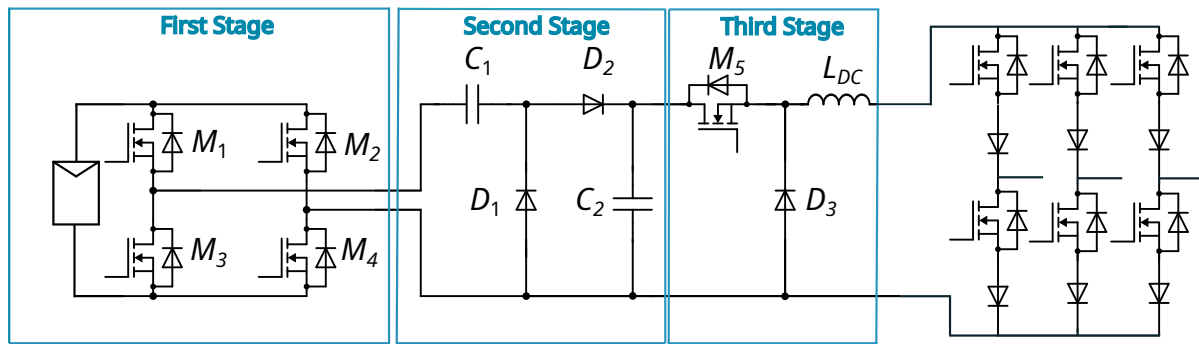 First Stage
Second Stage
Third Stage
C1
D2
M5
LDC
M1
M2
D1
C2
D3
M3
M4